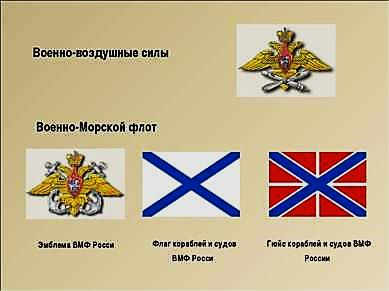 Военно-воздушные силы
Военно-Морской флот
Эмблема ВМФ Росси
Флаг кораблей и судов
ВМФ Росси
Гюйс кораблей и судов ВМФ
России